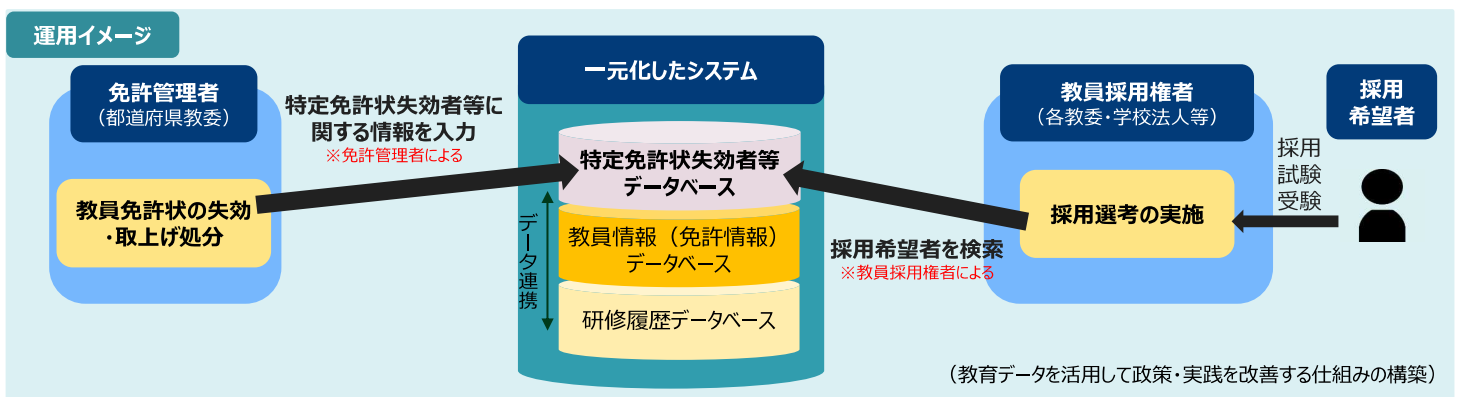 運用イメージ
免許管理者
（都道府県教委）
教員免許状の失効
・取上げ処分
特定免許状失効者等に
関する情報を入力
※免許管理者による
一元化したシステム
特定免許状失効者等
データベース
教員情報（免許情報）
データベース
研修履歴データベース
データ連携
採用希望者を検索
※教員採用権者による
教員採用権者
（各教委・学校法人等）
採用選考の実施
採用
試験
受験
採用
希望者
（教育データを活用して政策・実践を改善する仕組みの構築）